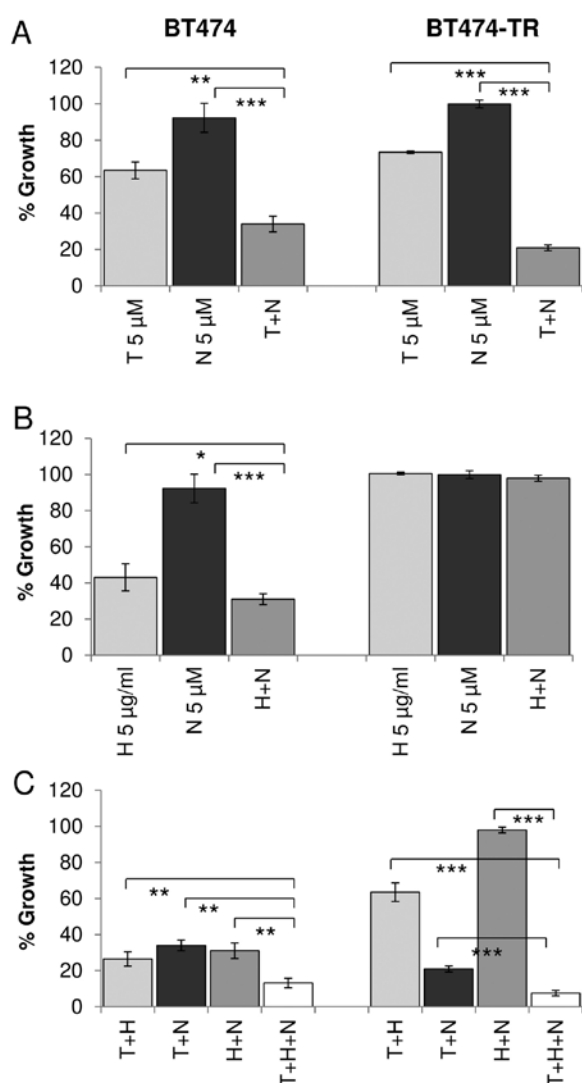 A
BT474 BT474-TR
% Growth
120
100
80
60
40
20
0
** *** *** ***
T 5 μM N 5 μM T+N T 5 μM N 5 μM T+N
B
% Growth
120
100
80
60
40
20
0
* ***
H 5 μg/ml N 5 μM H+N H 5 μg/ml N 5 μM H+N
C
% Growth
120
100
80
60
40
20
0
** ** ** *** *** ***
T+H T+N H+N T+H+N T+H T+N H+N T+H+N